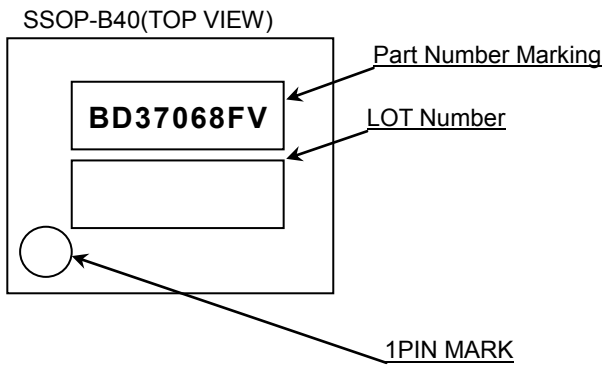 SSOP-B40(TOP VIEW)
Part Number Marking
BD37068FV
LOT Number
1PIN MARK